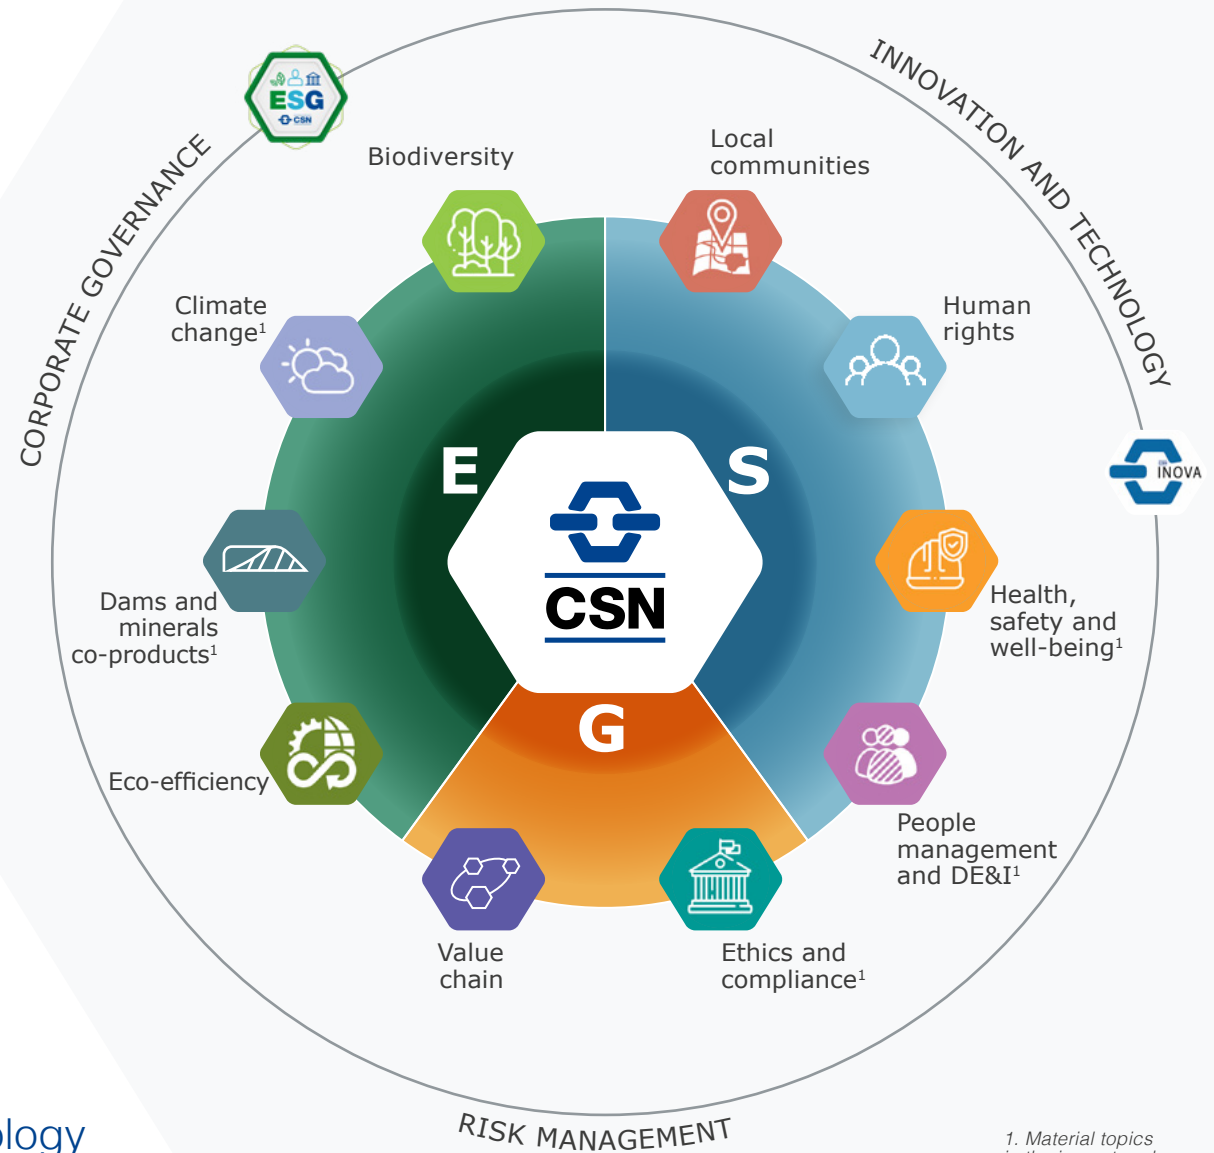 INNOVATION AND TECHNOLOGY
ESG
CSN
CORPORATE GOVERNANCE
Biodiversity
Local
communities
Climate
change¹
Human
rights
E
S
INOVA
CSN
Dams and
minerals
co-products¹
Health,
safety and
well-being¹
G
Eco-efficiency
People
management
and DE&I¹
Value
chain
Ethics and
compliance¹
RISK MANAGEMENT
ology
1. Material topics